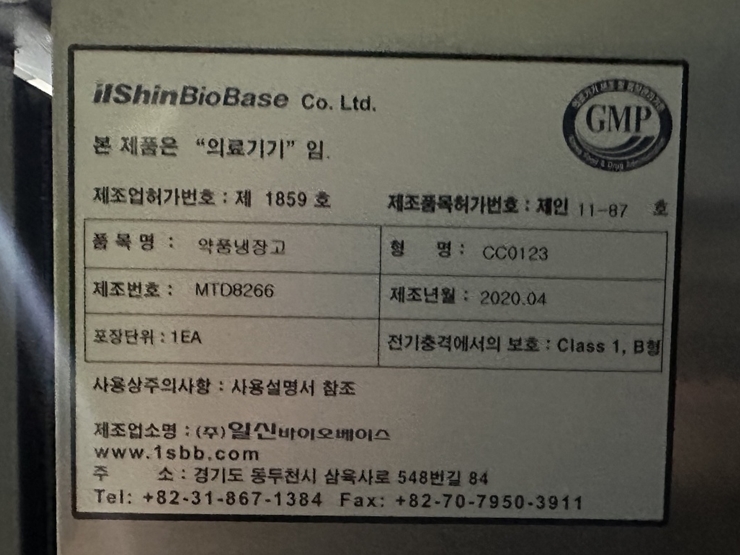 ilShinBioBase Co. Ltd.
GMP
본 제품은 “의료기기” 임.
제조업허가번호 : 제 1859 호
제조품목허가번호 : 제인 11-87 호
품 목 명 : 약품냉장고
형 명 : CC0123
제조번호 : MTD8266
제조년월 : 2020.04
포장단위 : 1EA
전기충격에서의 보호 : Class 1, B형
사용상주의사항 : 사용설명서 참조
제조업소명 : (주)일신바이오베이스
www.1sbb.com
주 소 : 경기도 동두천시 삼육사로 548번길 84
Tel: +82-31-867-1384 Fax: +82-70-7950-3911